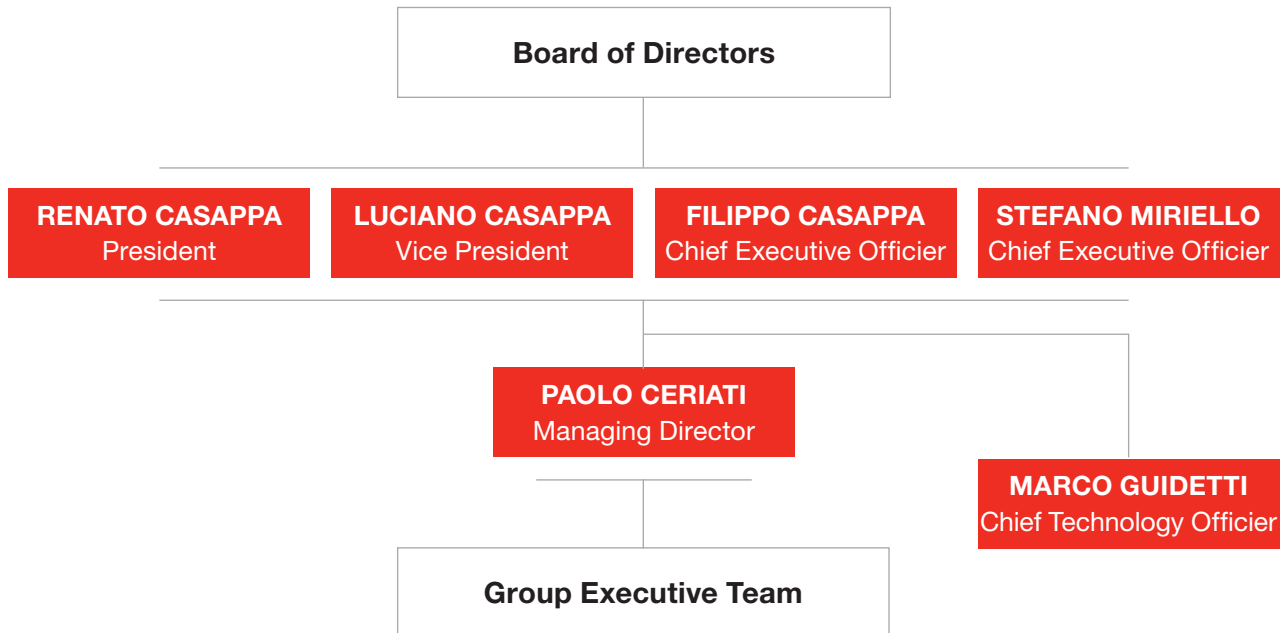 Board of Directors
RENATO CASAPPA
President
LUCIANO CASAPPA
Vice President
FILIPPO CASAPPA
Chief Executive Officier
STEFANO MIRIELLO
Chief Executive Officier
PAOLO CERIATI
Managing Director
MARCO GUIDETTI
Chief Technology Officier
Group Executive Team